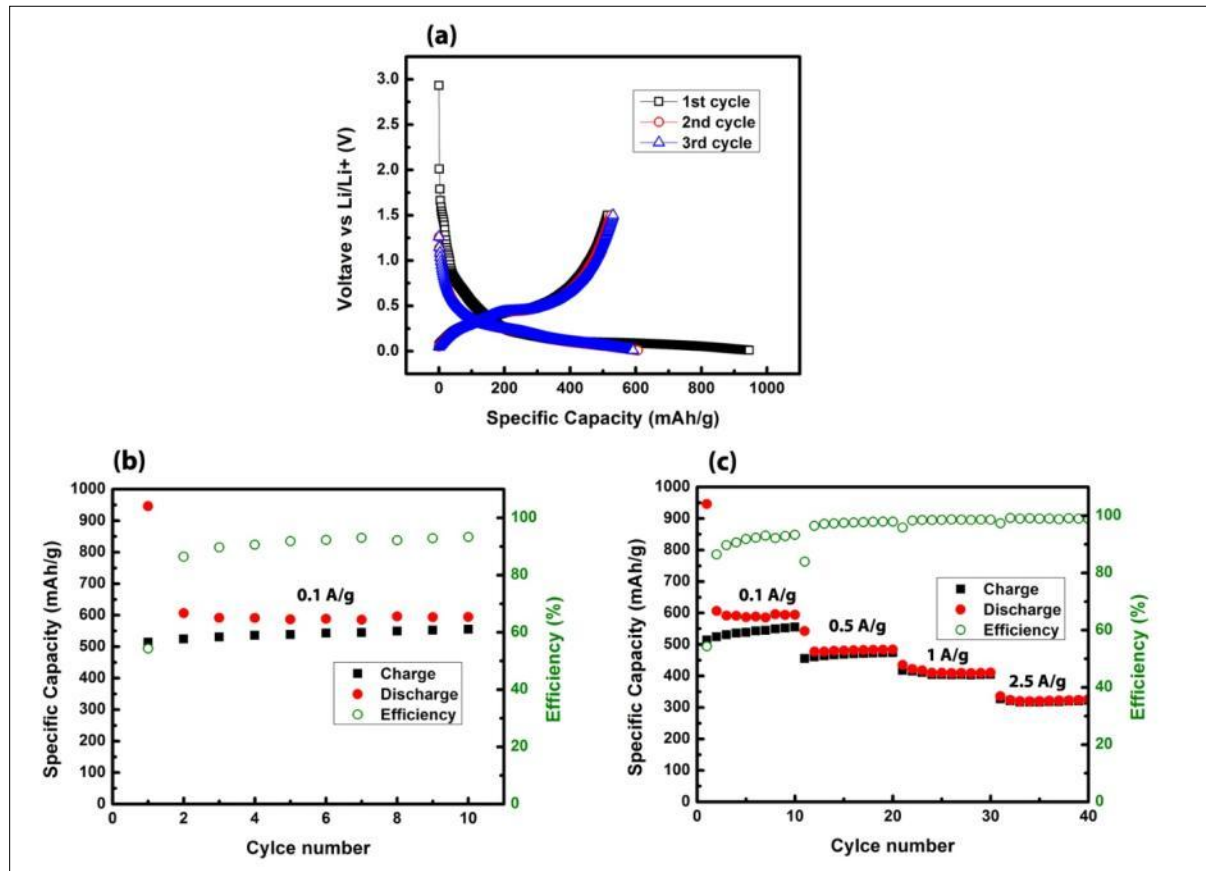 (a)
3.0
2.5
2.0
1.5
1.0
0.5
0.0
Voltave vs Li/Li+ (V)
1st cycle
2nd cycle
3rd cycle
0 200 400 600 800 1000
Specific Capacity (mAh/g)
(b)
1000
900
800
700
600
500
400
300
200
100
0
Specific Capacity (mAh/g)
0.1 A/g
Charge
Discharge
Efficiency
100
80
60
40
20
0
Efficiency (%)
0 2 4 6 8 10
Cylce number
(c)
1000
900
800
700
600
500
400
300
200
100
0
Specific Capacity (mAh/g)
0.1 A/g
0.5 A/g
1 A/g
2.5 A/g
Charge
Discharge
Efficiency
100
80
60
40
20
0
Efficiency (%)
0 10 20 30 40
Cylce number